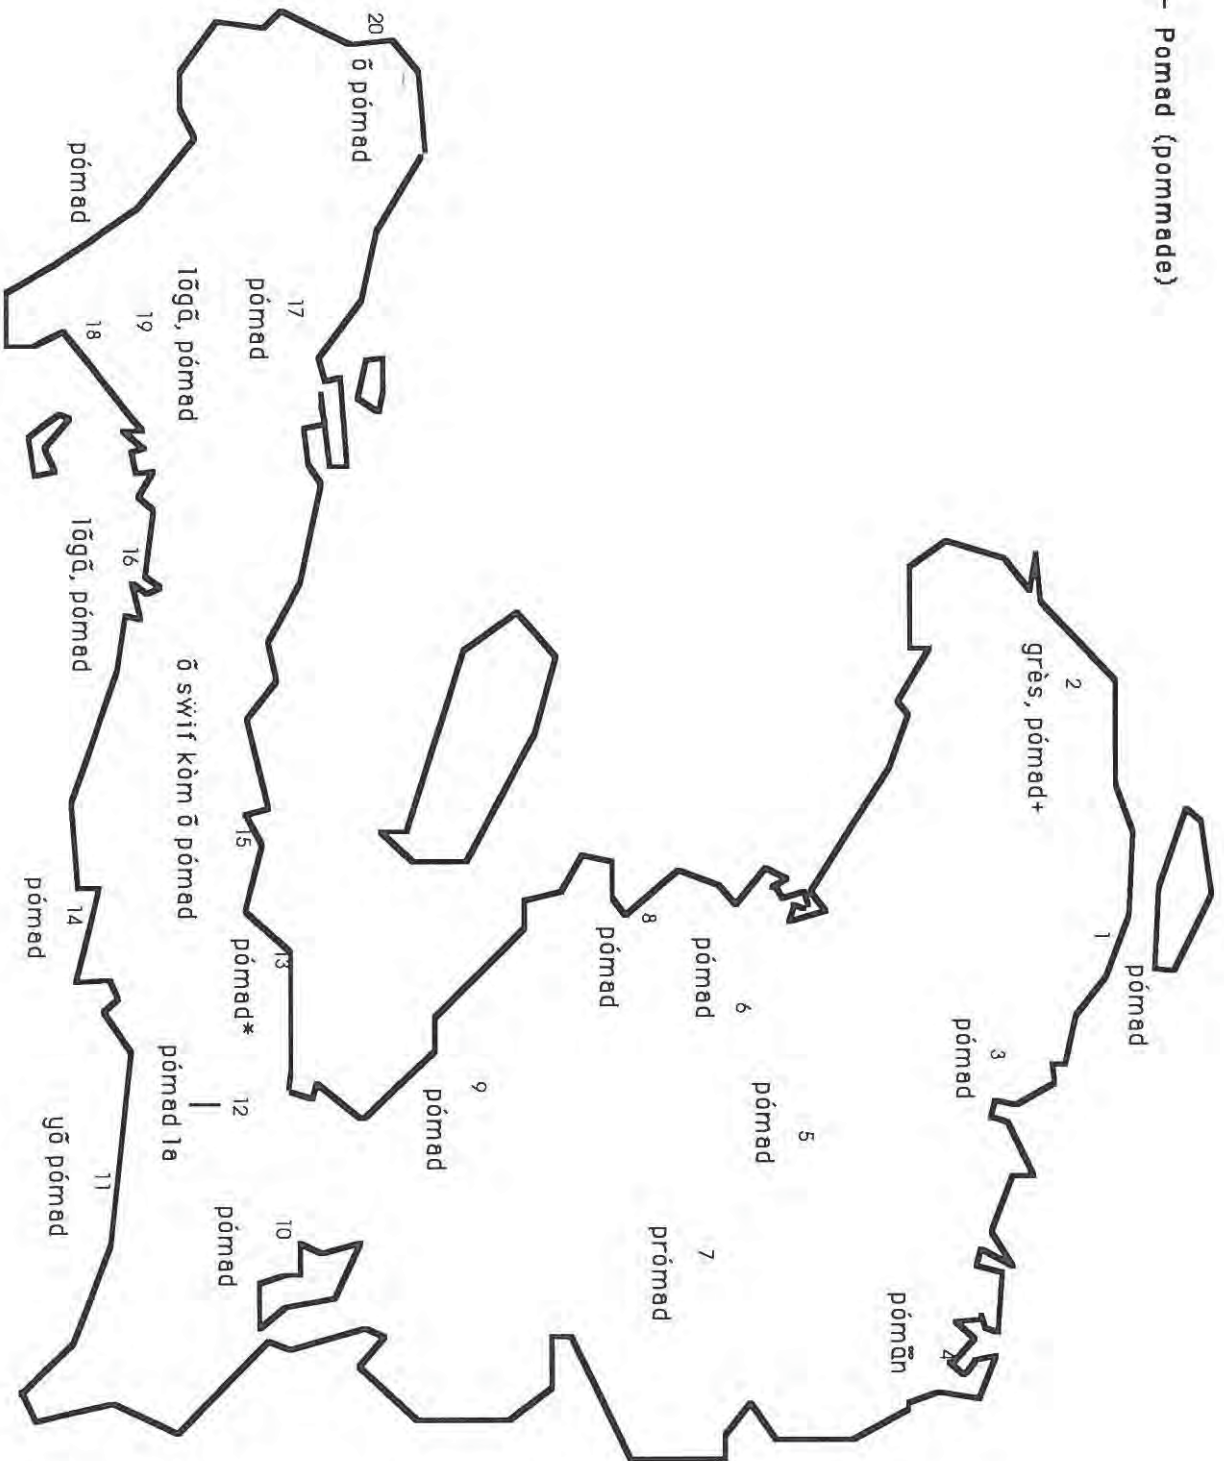 - Pomad (pommade)
pómad
1
2
grès, pómad+
3
pómad
4
pómãn
5
pómad
6
pómad
7
prómad
8
pómad
9
pómad
20
õ pómad
17
pómad
10
pómad
13
pómad*
15
õ sẅif kòm õ pómad
12
pómad la
lõgã, pómad
19
16
lõgã, pómad
11
yõ pómad
18
pómad
14
pómad